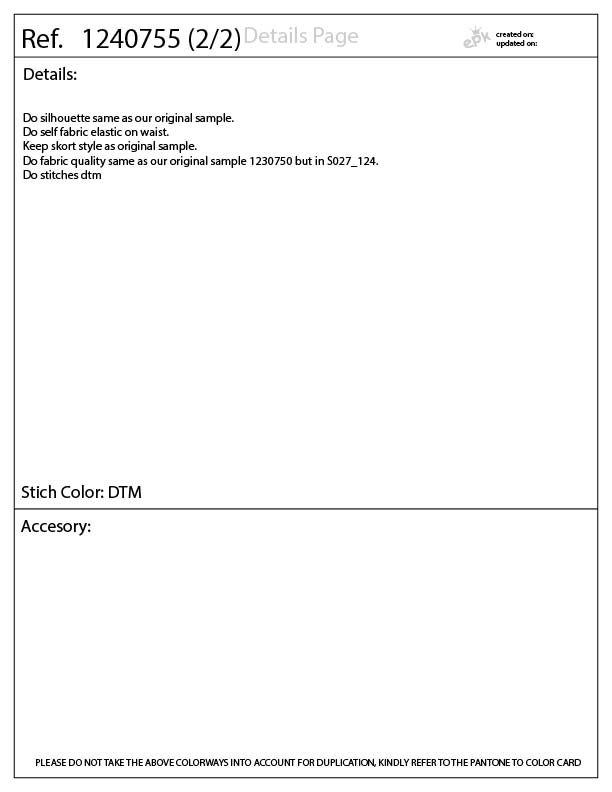 Ref. 1240755 (2/2) Details Page
epk
created on:
updated on:
Details:
Do silhouette same as our original sample.
Do self fabric elastic on waist.
Keep skort style as original sample.
Do fabric quality same as our original sample 1230750 but in S027_124.
Do stitches dtm
Stich Color: DTM
Accesory:
PLEASE DO NOT TAKE THE ABOVE COLORWAYS INTO ACCOUNT FOR DUPLICATION, KINDLY REFER TO THE PANTONE TO COLOR CARD